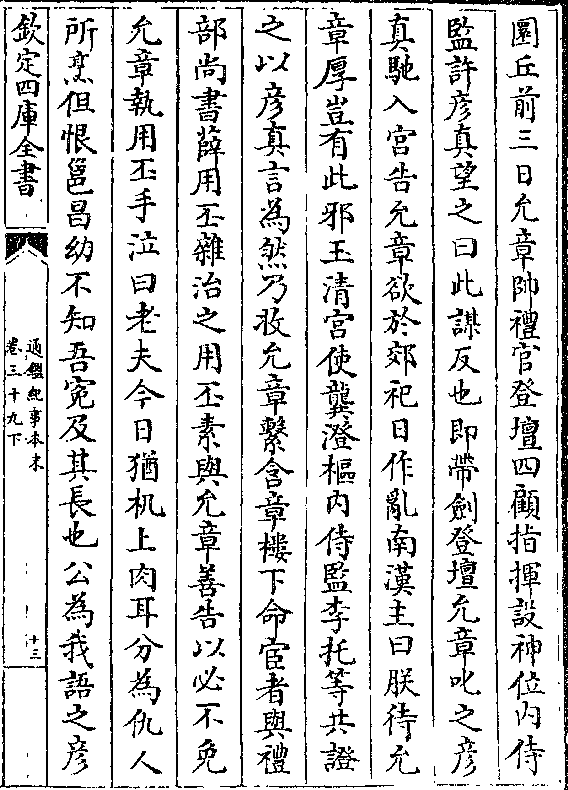 圜丘前三日允章帥禮官登壇四顧指揮設神位内侍
監許彦真望之曰此謀反也即帶劍登壇允章叱之彦
真馳入宫告允章欲於郊祀日作亂南漢主曰朕待允
章厚豈有此邪玉清宫使龔澄樞内侍監李托等共證
之以彦真言為然乃收允章繫含章樓下命宦者與禮
部尚書薛用丕雜治之用丕素與允章善告以必不免
允章執用丕手泣曰老夫今日猶机上肉耳分為仇人
所烹但恨邕昌幼不知吾寃及其長也公為我語之彦
欽定四庫全書
通鑑紀事本末
卷三十九下
十三